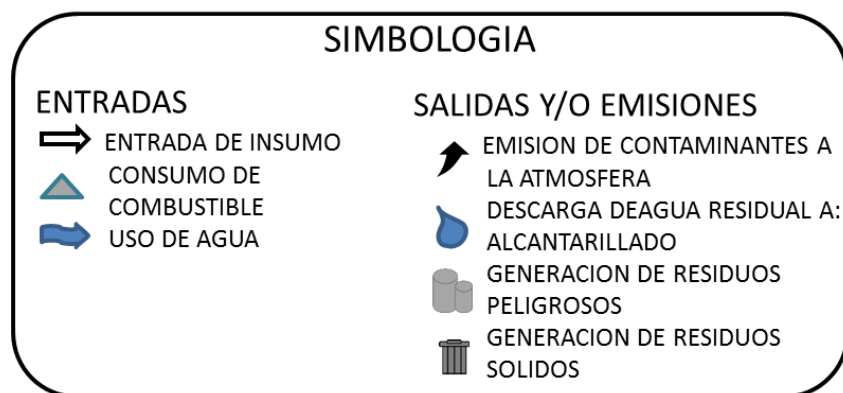 SIMBOLOGIA
ENTRADAS
ENTRADA DE INSUMO
CONSUMO DE
COMBUSTIBLE
USO DE AGUA
SALIDAS Y/O EMISIONES
EMISION DE CONTAMINANTES A
LA ATMOSFERA
DESCARGA DEAGUA RESIDUAL A:
ALCANTARILLADO
GENERACION DE RESIDUOS
PELIGROSOS
GENERACION DE RESIDUOS
SOLIDOS